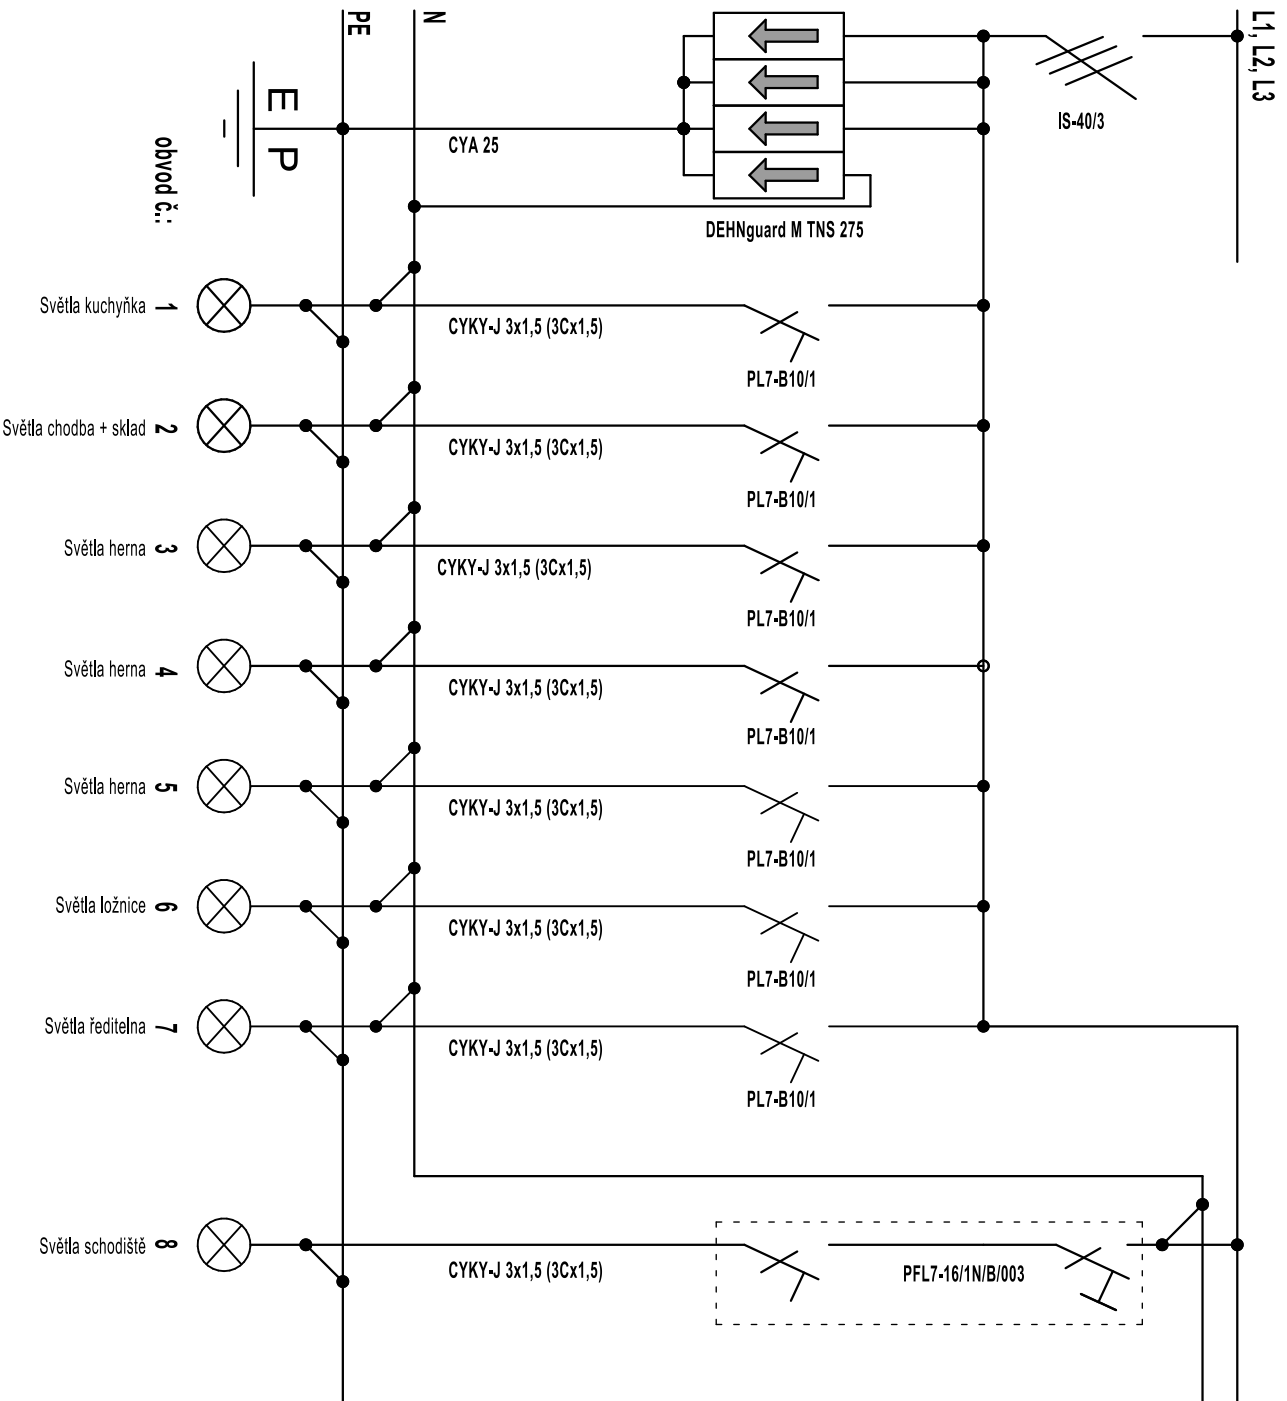 PE
N
L1, L2, L3
IS-40/3
E P
CYA 25
DEHNguard M TNS 275
obvod č.:
Světla kuchyňka 1
CYKY-J 3x1,5 (3Cx1,5)
PL7-B10/1
Světla chodba + sklad 2
CYKY-J 3x1,5 (3Cx1,5)
PL7-B10/1
Světla herna 3
CYKY-J 3x1,5 (3Cx1,5)
PL7-B10/1
Světla herna 4
CYKY-J 3x1,5 (3Cx1,5)
PL7-B10/1
Světla herna 5
CYKY-J 3x1,5 (3Cx1,5)
PL7-B10/1
Světla ložnice 6
CYKY-J 3x1,5 (3Cx1,5)
PL7-B10/1
Světla ředitelna 7
CYKY-J 3x1,5 (3Cx1,5)
PL7-B10/1
Světla schodiště 8
CYKY-J 3x1,5 (3Cx1,5)
PFL7-16/1N/B/003